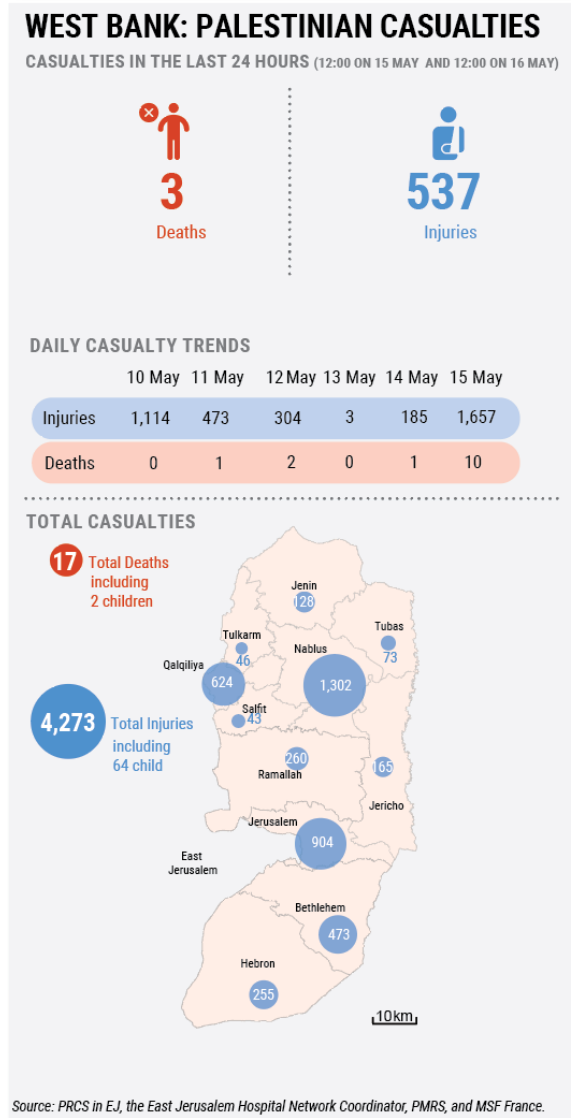 WEST BANK: PALESTINIAN CASUALTIES
CASUALTIES IN THE LAST 24 HOURS (12:00 ON 15 MAY AND 12:00 ON 16 MAY)
3
Deaths
537
Injuries
DAILY CASUALTY TRENDS
10 May 11 May 12 May 13 May 14 May 15 May
Injuries 1,114 473 304 3 185 1,657
Deaths 0 1 2 0 1 10
TOTAL CASUALTIES
17 Total Deaths
including
2 children
4,273 Total Injuries
including
64 child
Jenin
128
Tubas
73
Tulkarm
46
Nablus
1,302
Qalqiliya
624
Salfit
43
260
Ramallah
165
Jericho
Jerusalem
904
East
Jerusalem
Bethlehem
473
Hebron
255
10km
Source: PRCS in EJ, the East Jerusalem Hospital Network Coordinator, PMRS, and MSF France.